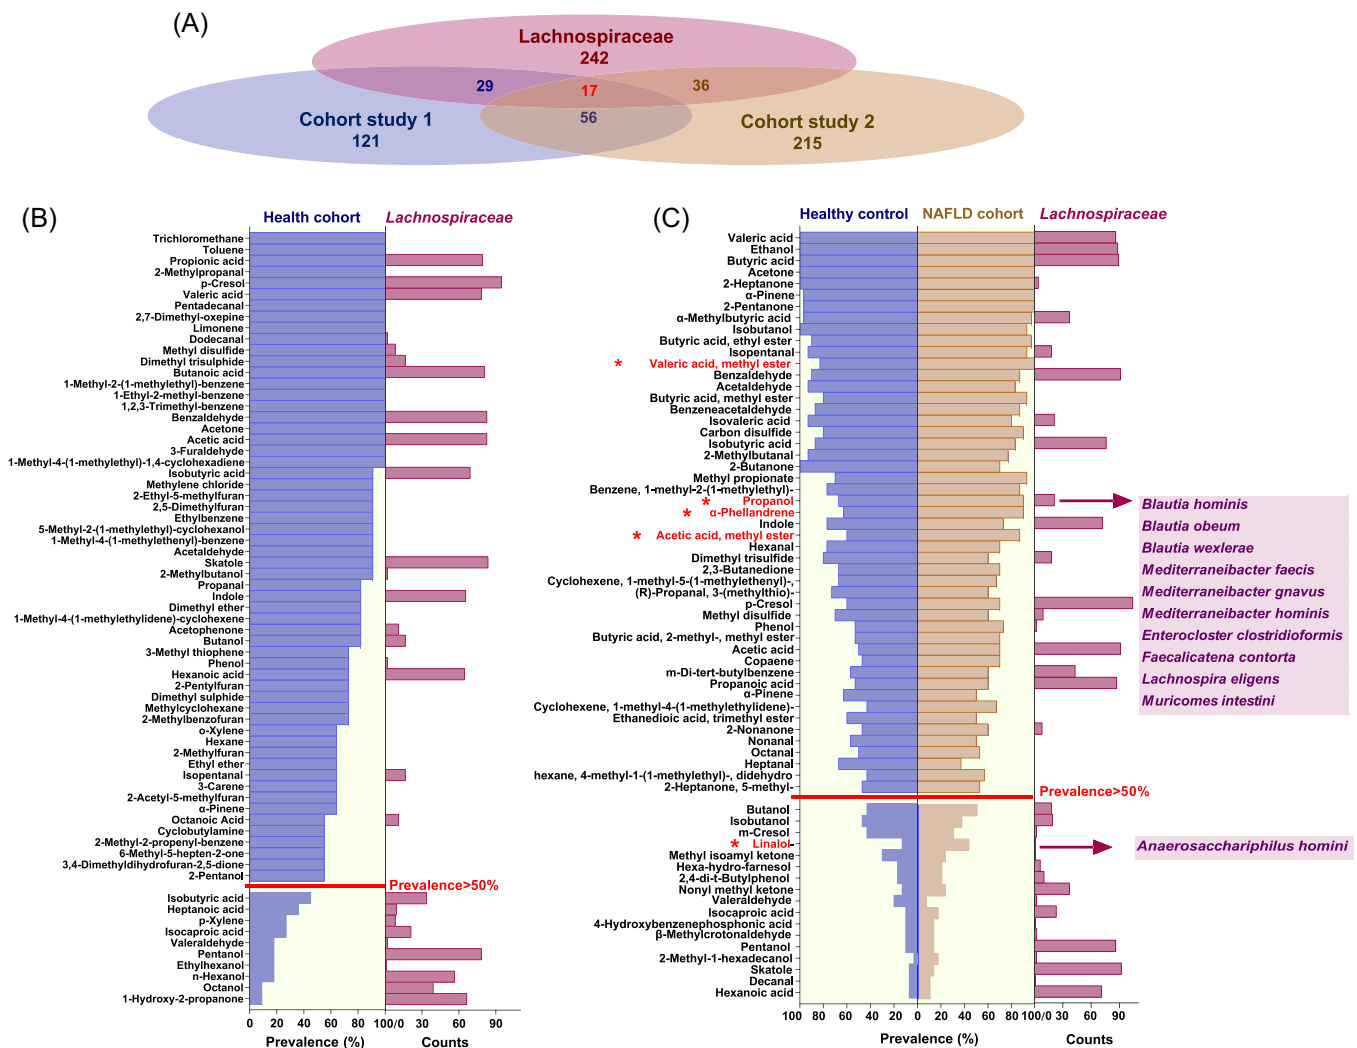 (A)
Lachnospiraceae
242
29
17
36
Cohort study 1
121
56
Cohort study 2
215
(B)
Health cohort
Lachnospiraceae
Trichloromethane
Toluene
Propionic acid
2-Methylpropanal
p-Cresol
Valeric acid
Pentadecanal
2,7-Dimethyl-oxepine
Limonene
Dodecanal
Methyl disulfide
Dimethyl trisulphide
Butanoic acid
1-Methyl-2-(1-methylethyl)-benzene
1-Ethyl-2-methyl-benzene
1,2,3-Trimethyl-benzene
Benzaldehyde
Acetone
Acetic acid
3-Furaldehyde
1-Methyl-4-(1-methylethyl)-1,4-cyclohexadiene
Isobutyric acid
Methylene chloride
2-Ethyl-5-methylfuran
2,5-Dimethylfuran
Ethylbenzene
5-Methyl-2-(1-methylethyl)-cyclohexanol
1-Methyl-4-(1-methylethenyl)-benzene
Acetaldehyde
Skatole
2-Methylbutanol
Propanal
Indole
Dimethyl ether
1-Methyl-4-(1-methylethylidene)-cyclohexene
Acetophenone
Butanol
3-Methyl thiophene
Phenol
Hexanoic acid
2-Pentylfuran
Dimethyl sulphide
Methylcyclohexane
2-Methylbenzofuran
o-Xylene
Hexane
2-Methylfuran
Ethyl ether
Isopentanal
3-Carene
2-Acetyl-5-methylfuran
α-Pinene
Octanoic Acid
Cyclobutylamine
2-Methyl-2-propenyl-benzene
6-Methyl-5-hepten-2-one
3,4-Dimethyldihydrofuran-2,5-dione
2-Pentanol
Prevalence>50%
Isobutyric acid
Heptanoic acid
p-Xylene
Isocaproic acid
Valeraldehyde
Pentanol
Ethylhexanol
n-Hexanol
Octanol
1-Hydroxy-2-propanone
0 20 40 60 80 100/0 30 60 90
Prevalence (%) Counts
(C)
Healthy control
NAFLD cohort
Lachnospiraceae
Valeric acid
Ethanol
Butyric acid
Acetone
2-Heptanone
α-Pinene
2-Pentanone
α-Methylbutyric acid
Isobutanol
Butyric acid, ethyl ester
Isopentanal
* Valeric acid, methyl ester
Benzaldehyde
Acetaldehyde
Butyric acid, methyl ester
Benzeneacetaldehyde
Isovaleric acid
Carbon disulfide
Isobutyric acid
2-Methylbutanal
2-Butanone
Methyl propionate
Benzene, 1-methyl-2-(1-methylethyl)-
* Propanol
* α-Phellandrene
Indole
* Acetic acid, methyl ester
Hexanal
Dimethyl trisulfide
2,3-Butanedione
Cyclohexene, 1-methyl-5-(1-methylethenyl)-,
(R)-Propanal, 3-(methylthio)-
p-Cresol
Methyl disulfide
Phenol
Butyric acid, 2-methyl-, methyl ester
Acetic acid
Copaene
m-Di-tert-butylbenzene
Propanoic acid
α-Pinene
Cyclohexene, 1-methyl-4-(1-methylethylidene)-
Ethanedioic acid, trimethyl ester
2-Nonanone
Nonanal
Octanal
Heptanal
hexane, 4-methyl-1-(1-methylethyl)-, didehydro
2-Heptanone, 5-methyl-
Prevalence>50%
Butanol
Isobutanol
m-Cresol
* Linalol
Methyl isoamyl ketone
Hexa-hydro-farnesol
2,4-di-t-Butylphenol
Nonyl methyl ketone
Valeraldehyde
Isocaproic acid
4-Hydroxybenzenephosphonic acid
β-Methylcrotonaldehyde
Pentanol
2-Methyl-1-hexadecanol
Skatole
Decanal
Hexanoic acid
100 80 60 40 20 0 20 40 60 80 100/0 30 60 90
Prevalence (%) Counts
Blautia hominis
Blautia obeum
Blautia wexlerae
Mediterraneibacter faecis
Mediterraneibacter gnavus
Mediterraneibacter hominis
Enterocloster clostridioformis
Faecalicatena contorta
Lachnospira eligens
Muricomes intestini
Anaerosacchariphilus homini